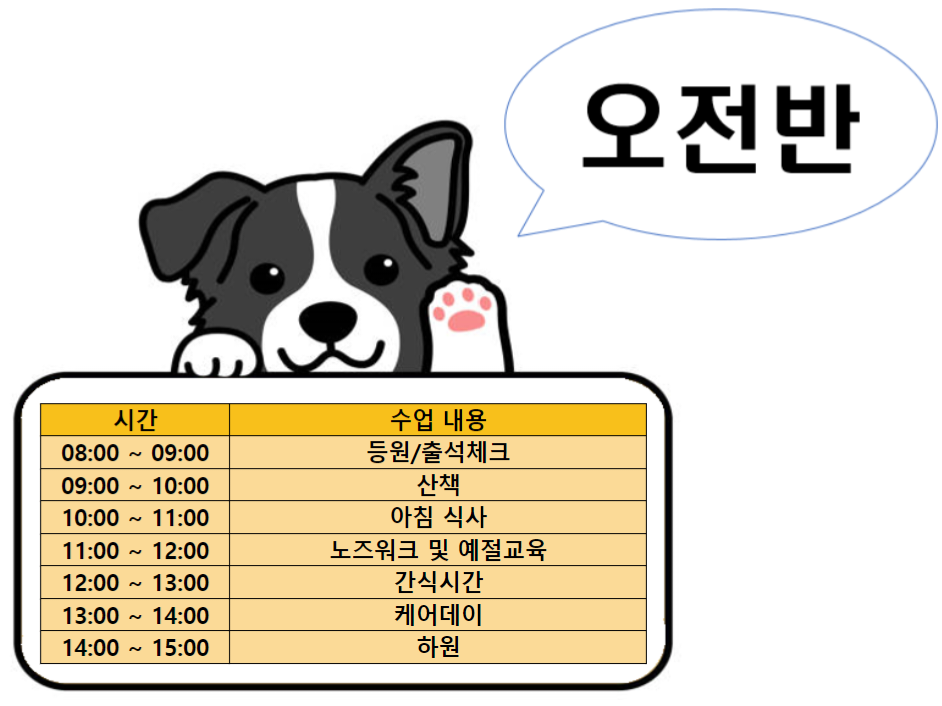 오전반
시간 수업 내용
08:00 ~ 09:00 등원/출석체크
09:00 ~ 10:00 산책
10:00 ~ 11:00 아침 식사
11:00 ~ 12:00 노즈워크 및 예절교육
12:00 ~ 13:00 간식시간
13:00 ~ 14:00 케어데이
14:00 ~ 15:00 하원